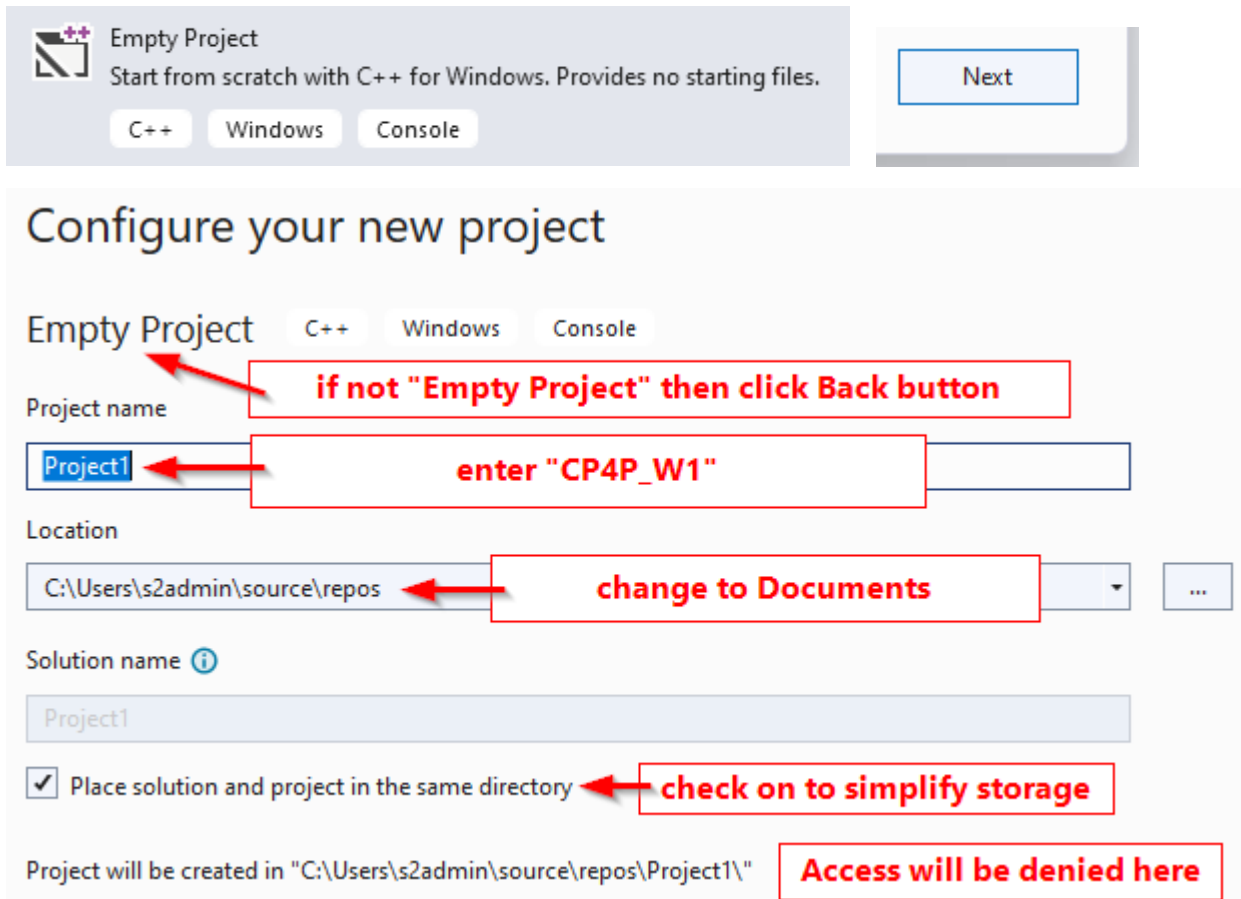 Empty Project
Start from scratch with C++ for Windows. Provides no starting files.
C++ Windows Console
Next
Configure your new project
Empty Project C++ Windows Console
if not "Empty Project" then click Back button
Project name
Project1
enter "CP4P_W1"
Location
C:\Users\s2admin\source\repos
change to Documents
...
Solution name
Project1
Place solution and project in the same directory
check on to simplify storage
Project will be created in "C:\Users\s2admin\source\repos\Project1\"
Access will be denied here